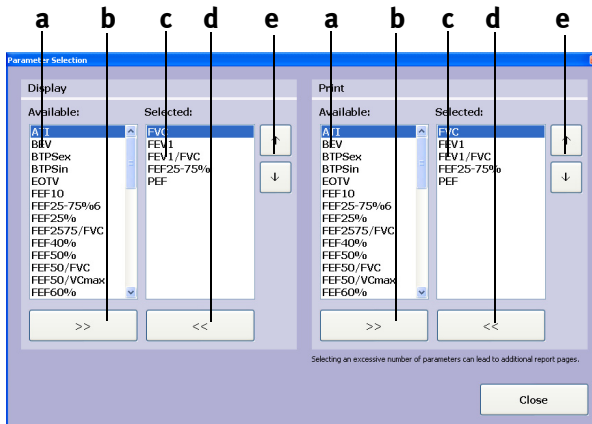 a b c d e a b c d e
Parameter Selection
Display
Available: Selected:
ATI
BEV
BTPSex
BTPSin
EOTV
FEF10
FEF25-75%6
FEF25%
FEF2575/FVC
FEF40%
FEF50%
FEF50/FVC
FEF50/VCmax
FEF60%
FVC
FEV1
FEV1/FVC
FEF25-75%
PEF
↑
↓
>> <<
Print
Available: Selected:
ATI
BEV
BTPSex
BTPSin
EOTV
FEF10
FEF25-75%6
FEF25%
FEF2575/FVC
FEF40%
FEF50%
FEF50/FVC
FEF50/VCmax
FEF60%
FVC
FEV1
FEV1/FVC
FEF25-75%
PEF
↑
↓
>> <<
Selecting an excessive number of parameters can lead to additional report pages.
Close